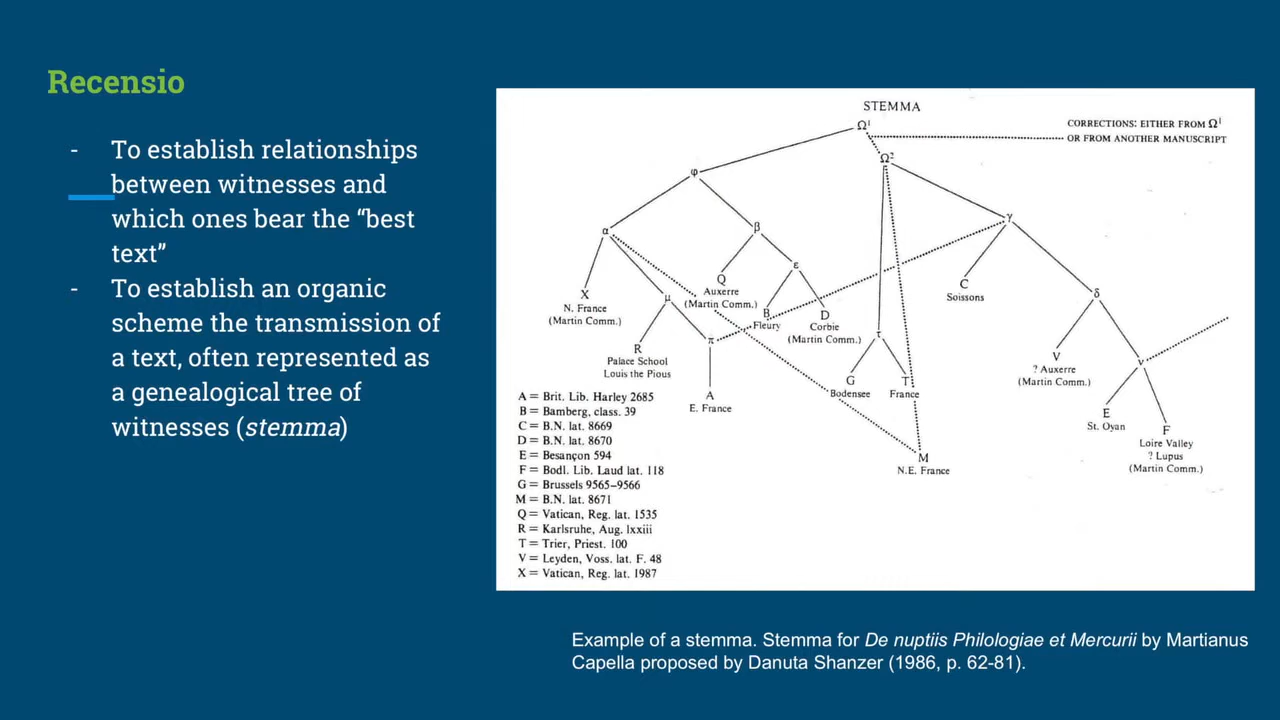 Recensio
- To establish relationships
between witnesses and
which ones bear the “best
text”
- To establish an organic
scheme the transmission of
a text, often represented as
a genealogical tree of
witnesses (stemma)
STEMMA
Ω¹
CORRECTIONS: EITHER FROM Ω¹
OR FROM ANOTHER MANUSCRIPT
Ω²
φ
γ
α
β
ε
Q
Auxerre
(Martin Comm.)
C
Soissons
X
N. France
(Martin Comm.)
μ
δ
B
Fleury
D
Corbie
(Martin Comm.)
π
τ
R
Palace School
Louis the Pious
V
? Auxerre
(Martin Comm.)
ν
G
Bodensee
T
France
A
E. France
E
St. Oyan
F
Loire Valley
? Lupus
(Martin Comm.)
M
N.E. France
A = Brit. Lib. Harley 2685
B = Bamberg, class. 39
C = B.N. lat. 8669
D = B.N. lat. 8670
E = Besançon 594
F = Bodl. Lib. Laud lat. 118
G = Brussels 9565–9566
M = B.N. lat. 8671
Q = Vatican, Reg. lat. 1535
R = Karlsruhe, Aug. lxxiii
T = Trier, Priest. 100
V = Leyden, Voss. lat. F. 48
X = Vatican, Reg. lat. 1987
Example of a stemma. Stemma for De nuptiis Philologiae et Mercurii by Martianus
Capella proposed by Danuta Shanzer (1986, p. 62-81).